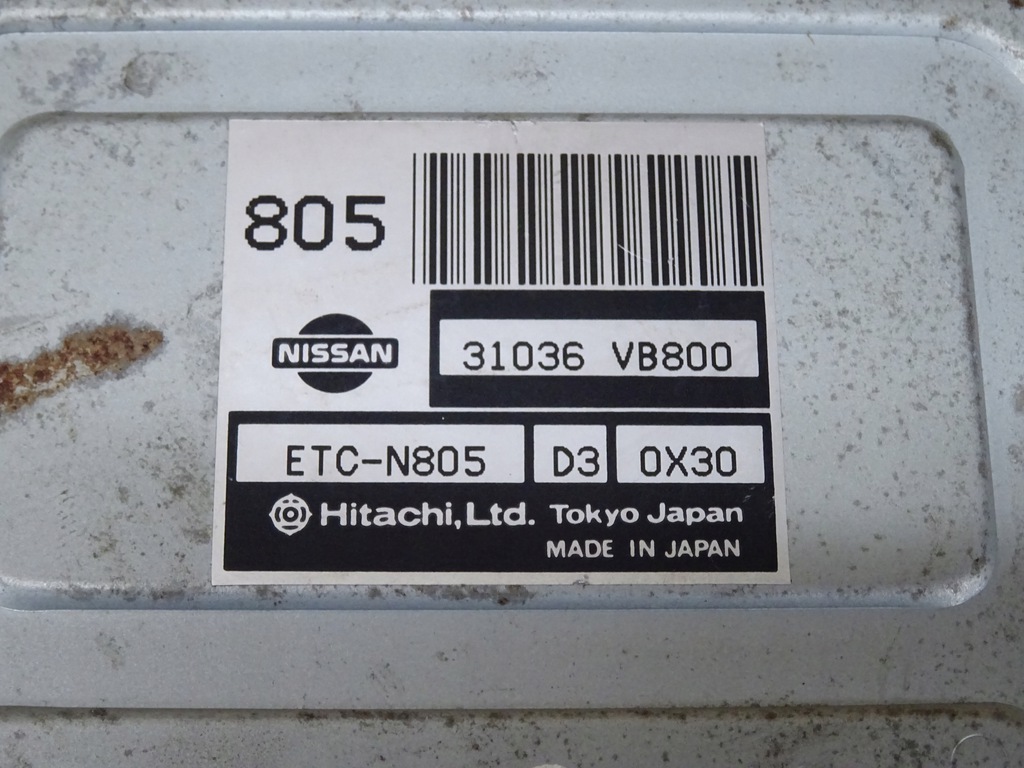 805
NISSAN
31036 VB800
ETC-N805 D3 0X30
Hitachi, Ltd. Tokyo Japan
MADE IN JAPAN